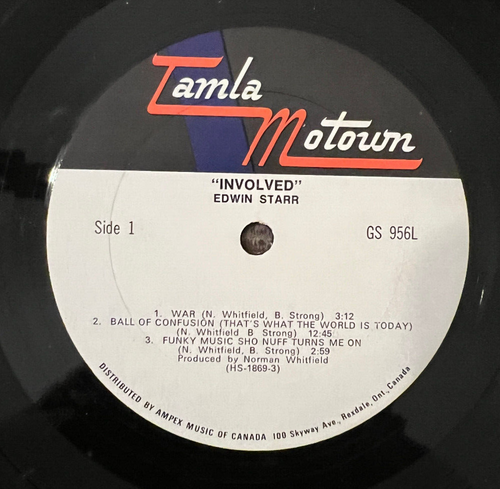 Tamla
Motown
"INVOLVED"
EDWIN STARR
Side 1
GS 956L
1. WAR (N. Whitfield, B. Strong) 3:12
2. BALL OF CONFUSION (THAT'S WHAT THE WORLD IS TODAY)
(N. Whitfield B Strong) 12:45
3. FUNKY MUSIC SHO NUFF TURNS ME ON
(N. Whitfield, B. Strong) 2:59
Produced by Norman Whitfield
(HS-1869-3)
DISTRIBUTED BY AMPEX MUSIC OF CANADA 100 Skyway Ave., Rexdale, Ont., Canada